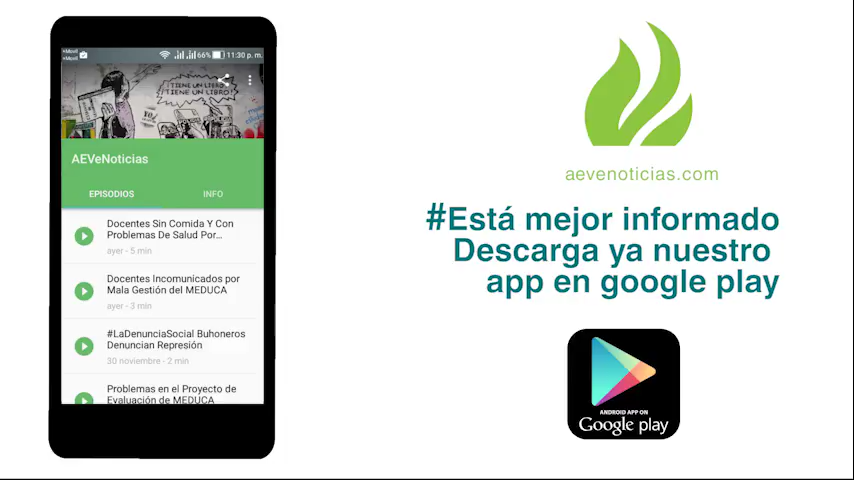 +Movil
+Movil
66%
11:30 p. m.
¡TIENE UN LIBRO!
¡TIENE UN LIBRO!
AEVeNoticias
EPISODIOS
INFO
Docentes Sin Comida Y Con
Problemas De Salud Por...
ayer - 5 min
Docentes Incomunicados por
Mala Gestión del MEDUCA
ayer - 3 min
#LaDenunciaSocial Buhoneros
Denuncian Represión
30 noviembre - 2 min
Problemas en el Proyecto de
Evaluación de MEDUCA
aevenoticias.com
#Está mejor informado
Descarga ya nuestro
app en google play
ANDROID APP ON
Google play